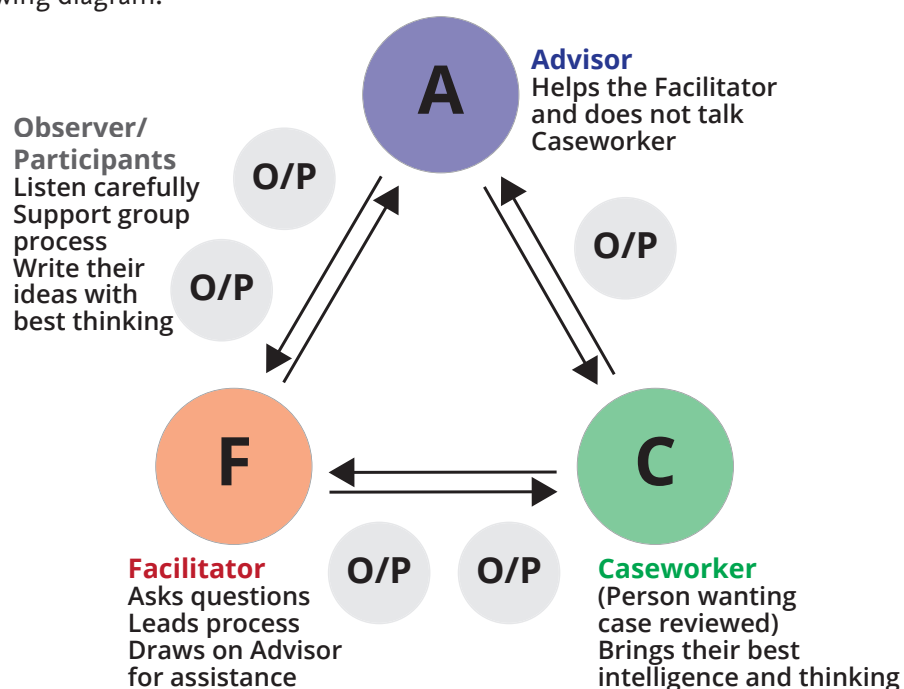 wing diagram:
A
Advisor
Helps the Facilitator
and does not talk
Caseworker
Observer/
Participants
Listen carefully
Support group
process
Write their
ideas with
best thinking
O/P
O/P
O/P
F
C
O/P
O/P
Facilitator
Asks questions
Leads process
Draws on Advisor
for assistance
Caseworker
(Person wanting
case reviewed)
Brings their best
intelligence and thinking